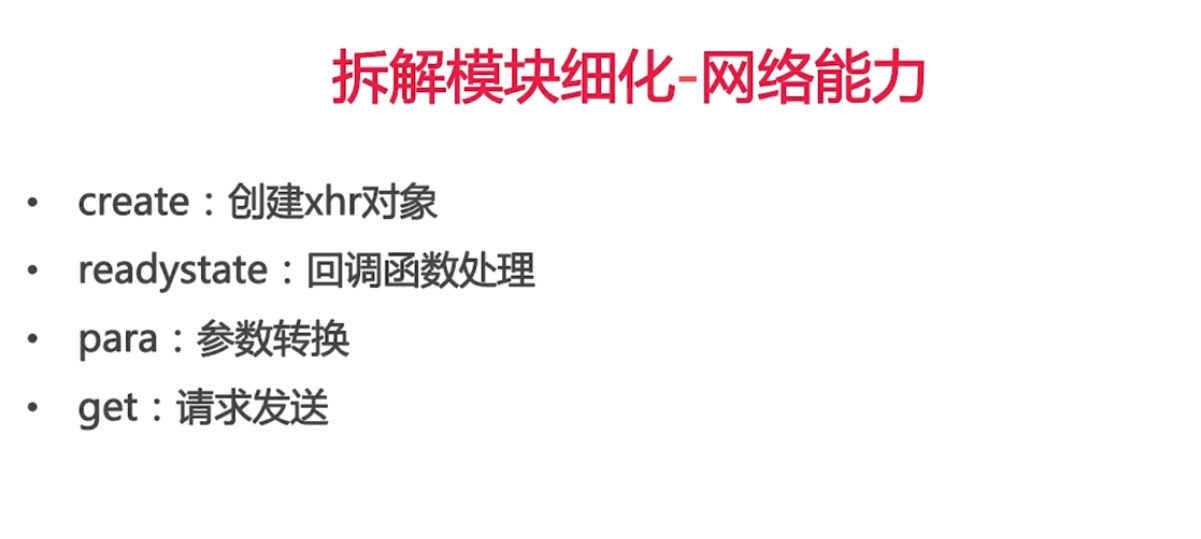 拆解模块细化-网络能力
• create：创建xhr对象
• readystate：回调函数处理
• para：参数转换
• get：请求发送